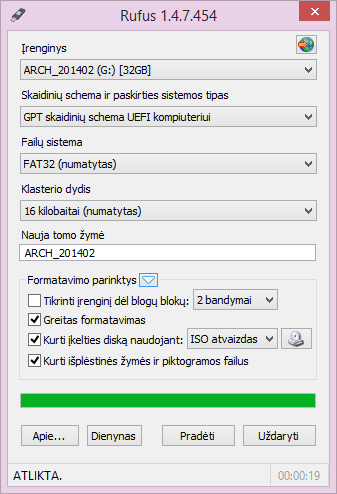 Rufus 1.4.7.454
Įrenginys
ARCH_201402 (G:) [32GB]
Skaidinių schema ir paskirties sistemos tipas
GPT skaidinių schema UEFI kompiuteriui
Failų sistema
FAT32 (numatytas)
Klasterio dydis
16 kilobaitai (numatytas)
Nauja tomo žymė
ARCH_201402
Formatavimo parinktys
Tikrinti įrenginį dėl blogų blokų: 2 bandymai
Greitas formatavimas
Kurti įkelties diską naudojant: ISO atvaizdas
Kurti išplėstinės žymės ir piktogramos failus
Apie... Dienynas Pradėti Uždaryti
ATLIKTA. 00:00:19